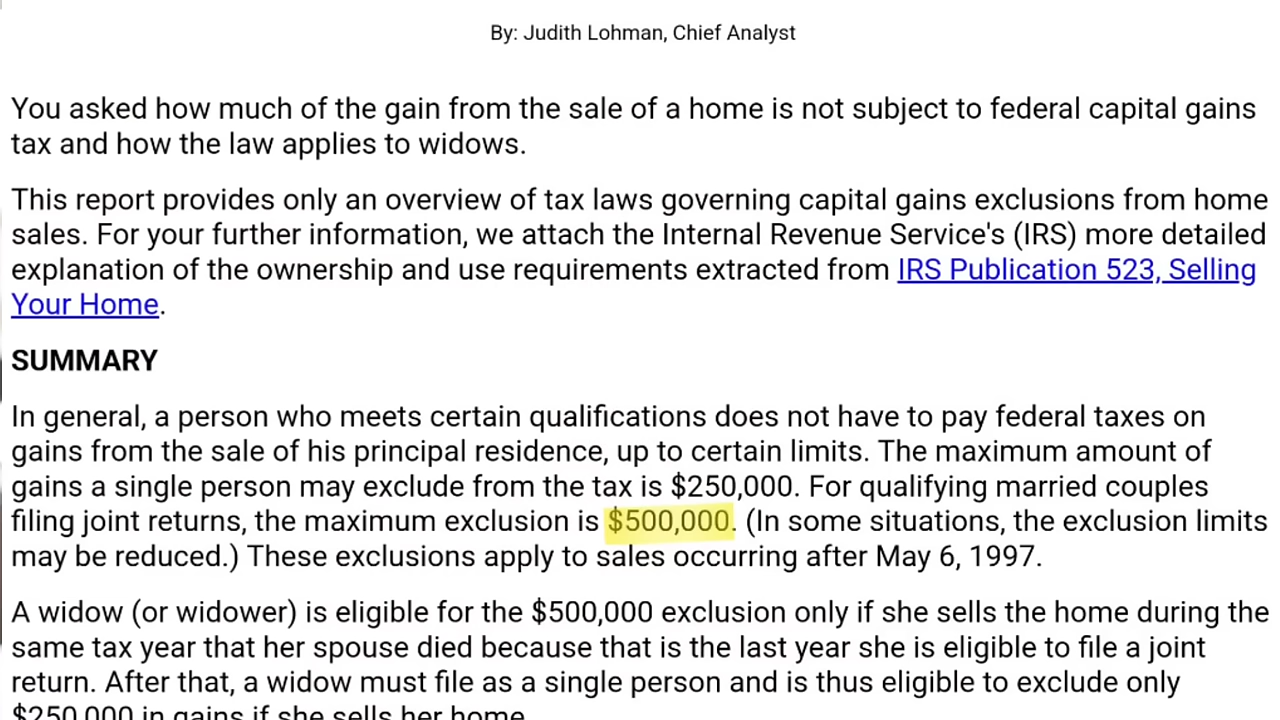 By: Judith Lohman, Chief Analyst
You asked how much of the gain from the sale of a home is not subject to federal capital gains
tax and how the law applies to widows.
This report provides only an overview of tax laws governing capital gains exclusions from home
sales. For your further information, we attach the Internal Revenue Service's (IRS) more detailed
explanation of the ownership and use requirements extracted from IRS Publication 523, Selling
Your Home.
SUMMARY
In general, a person who meets certain qualifications does not have to pay federal taxes on
gains from the sale of his principal residence, up to certain limits. The maximum amount of
gains a single person may exclude from the tax is $250,000. For qualifying married couples
filing joint returns, the maximum exclusion is $500,000. (In some situations, the exclusion limits
may be reduced.) These exclusions apply to sales occurring after May 6, 1997.
A widow (or widower) is eligible for the $500,000 exclusion only if she sells the home during the
same tax year that her spouse died because that is the last year she is eligible to file a joint
return. After that, a widow must file as a single person and is thus eligible to exclude only
$250,000 in gains if she sells her home.